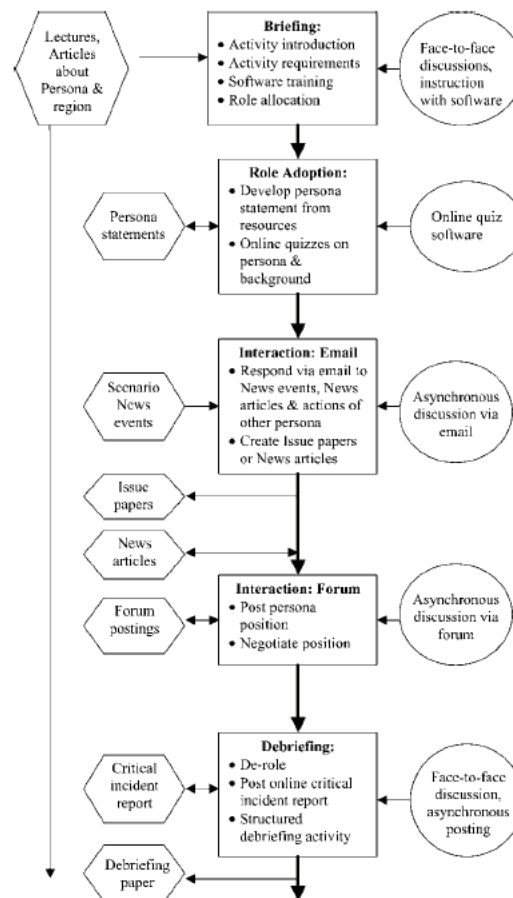 Lectures,
Articles
about
Persona &
region
Briefing:
• Activity introduction
• Activity requirements
• Software training
• Role allocation
Face-to-face
discussions,
instruction
with software
Role Adoption:
• Develop persona
statement from
resources
• Online quizzes on
persona &
background
Persona
statements
Online quiz
software
Interaction: Email
• Respond via email to
News events, News
articles & actions of
other persona
• Create Issue papers
or News articles
Scenario
News
events
Asynchronous
discussion via
email
Issue
papers
News
articles
Interaction: Forum
• Post persona
position
• Negotiate position
Forum
postings
Asynchronous
discussion via
forum
Debriefing:
• De-role
• Post online critical
incident report
• Structured
debriefing activity
Critical
incident
report
Face-to-face
discussion,
asynchronous
posting
Debriefing
paper